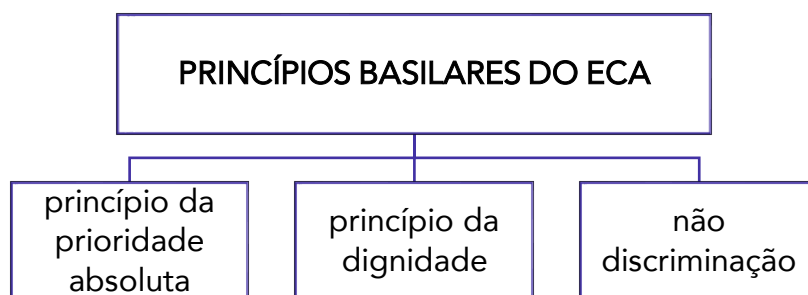 PRINCÍPIOS BASILARES DO ECA
princípio da
prioridade
absoluta
princípio da
dignidade
não
discriminação